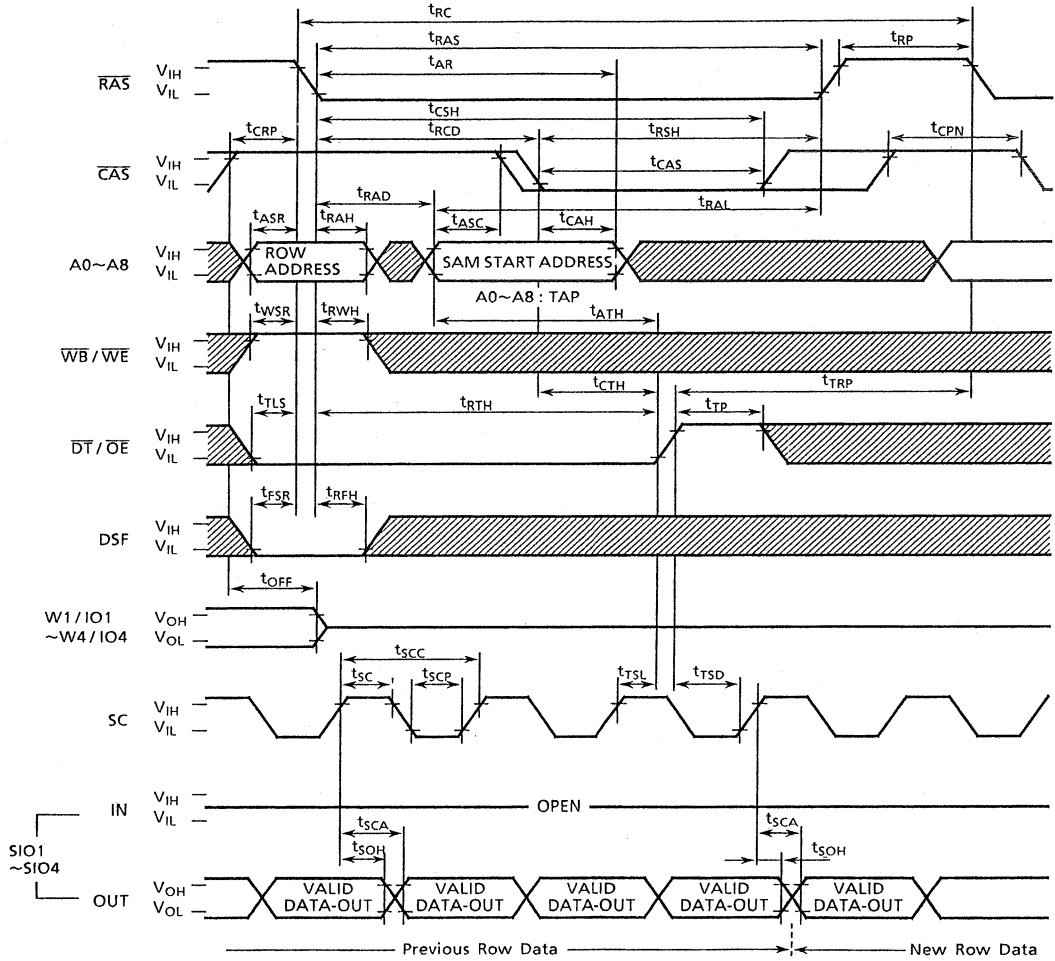 tRC
tRAS tRP
tAR
RAS VIH
VIL
tCSH
tCRP tRCD tRSH tCPN
CAS VIH
VIL
tCAS
tRAD tRAL
tASR tRAH tASC tCAH
A0~A8 VIH
VIL
ROW ADDRESS
SAM START ADDRESS
A0~A8 : TAP
tWSR tRWH tATH
WB / WE VIH
VIL
tCTH tTRP
tTLS tRTH tTP
DT / OE VIH
VIL
tFSR tRFH
DSF VIH
VIL
tOFF
W1 / IO1
~W4 / IO4
VOH
VOL
tSCC
tSC tSCP tTSL tTSD
SC VIH
VIL
IN VIH
VIL
OPEN
SIO1
~SIO4
tSCA tSCA
tSOH tSOH
OUT VOH
VOL
VALID DATA-OUT
VALID DATA-OUT
VALID DATA-OUT
VALID DATA-OUT
VALID DATA-OUT
Previous Row Data New Row Data